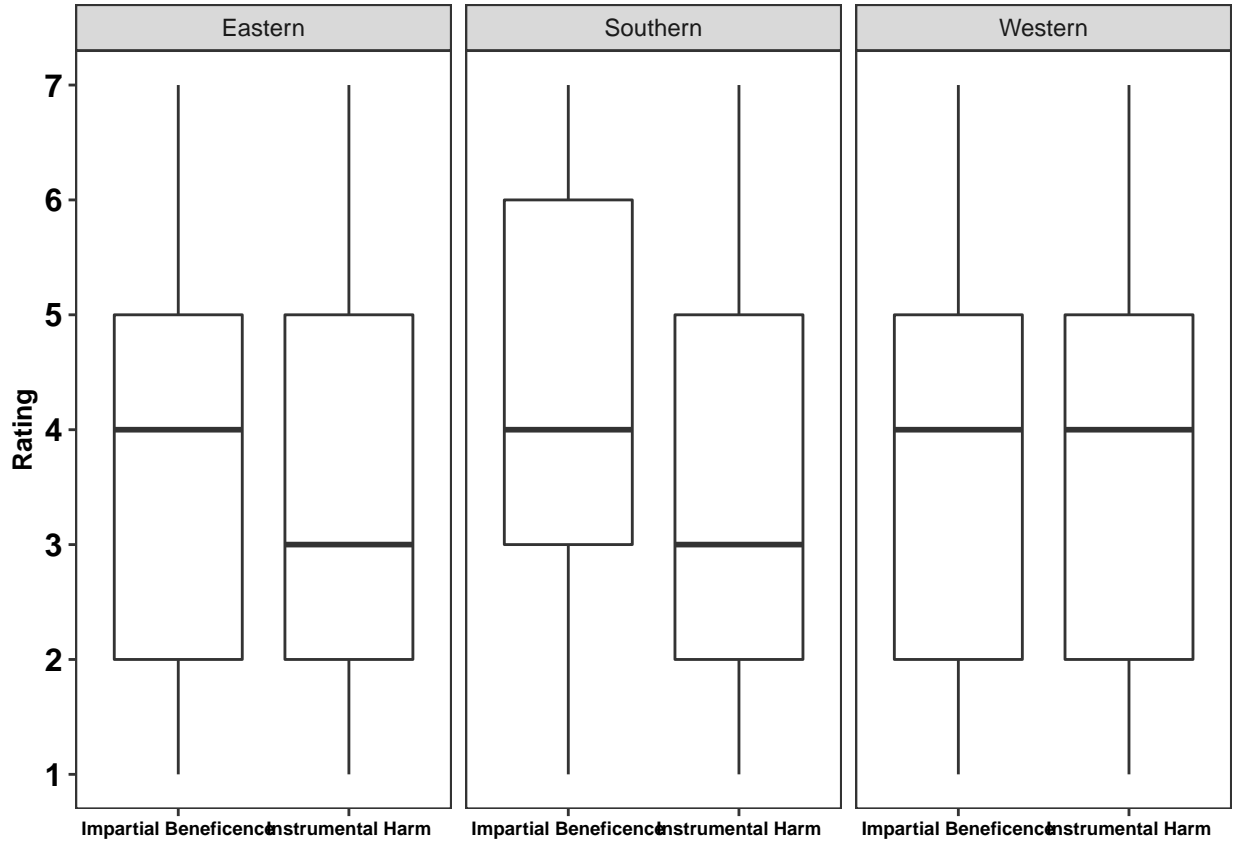 Eastern
Southern
Western
7
6
5
4
3
2
1
Rating
Impartial Beneficence Instrumental Harm
Impartial Beneficence Instrumental Harm
Impartial Beneficence Instrumental Harm